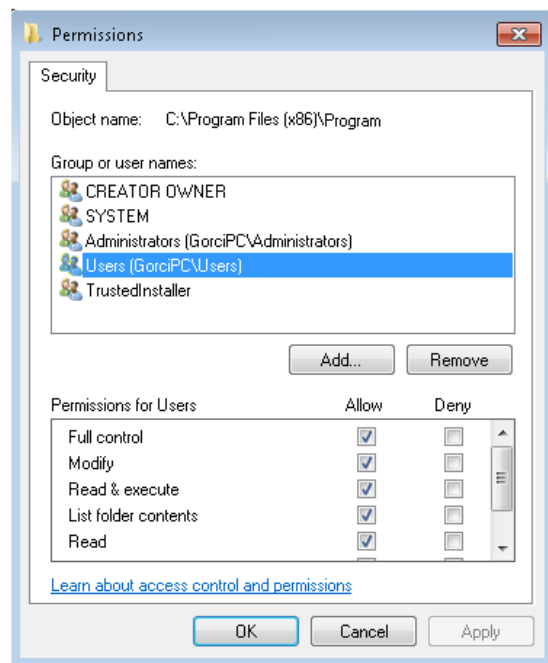 Permissions
Security
Object name: C:\Program Files (x86)\Program
Group or user names:
CREATOR OWNER
SYSTEM
Administrators (GorciPC\Administrators)
Users (GorciPC\Users)
TrustedInstaller
Add... Remove
Permissions for Users Allow Deny
Full control
Modify
Read & execute
List folder contents
Read
Learn about access control and permissions
OK Cancel Apply